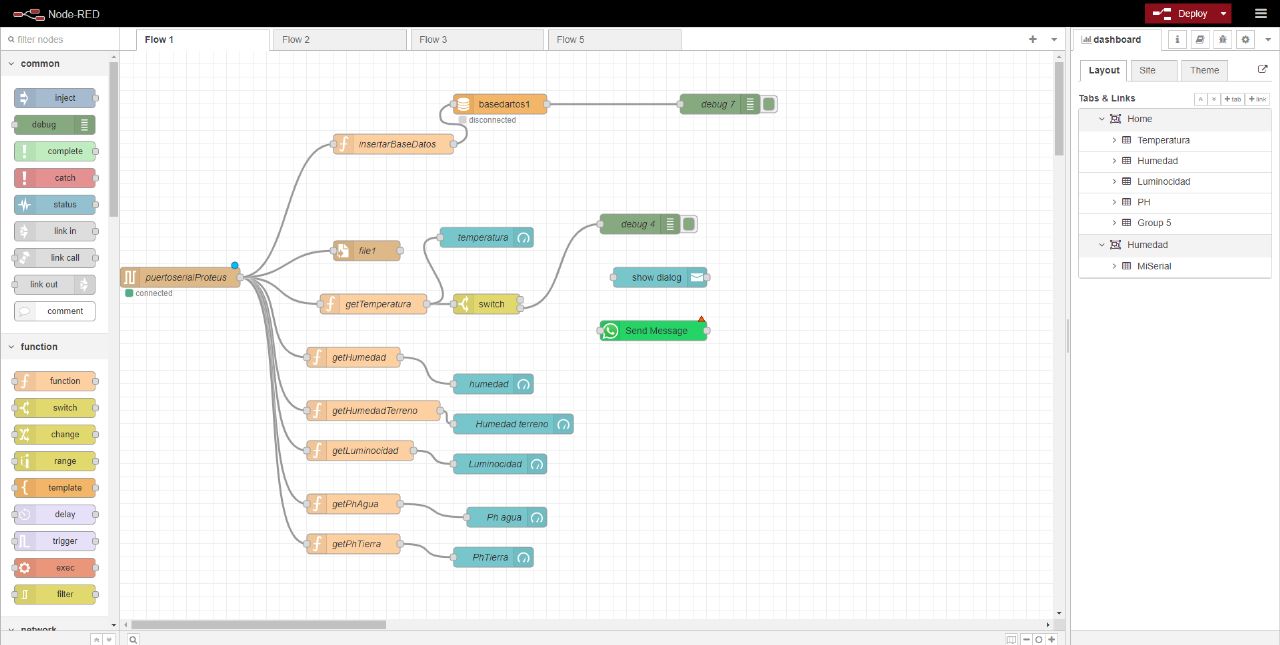 Node-RED
Deploy
filter nodes
common
inject
debug
complete
catch
status
link in
link call
link out
comment
function
function
switch
change
range
template
delay
trigger
exec
filter
network
Flow 1
Flow 2
Flow 3
Flow 5
basedartos1
disconnected
debug 7
insertarBaseDatos
debug 4
temperatura
file1
puertoserialProteus
connected
show dialog
getTemperatura
switch
Send Message
getHumedad
humedad
getHumedadTerreno
Humedad terreno
getLuminocidad
Luminocidad
getPhAgua
Ph agua
getPhTierra
PhTierra
dashboard
Layout
Site
Theme
Tabs & Links
+ tab
+ link
Home
Temperatura
Humedad
Luminocidad
PH
Group 5
Humedad
MiSerial